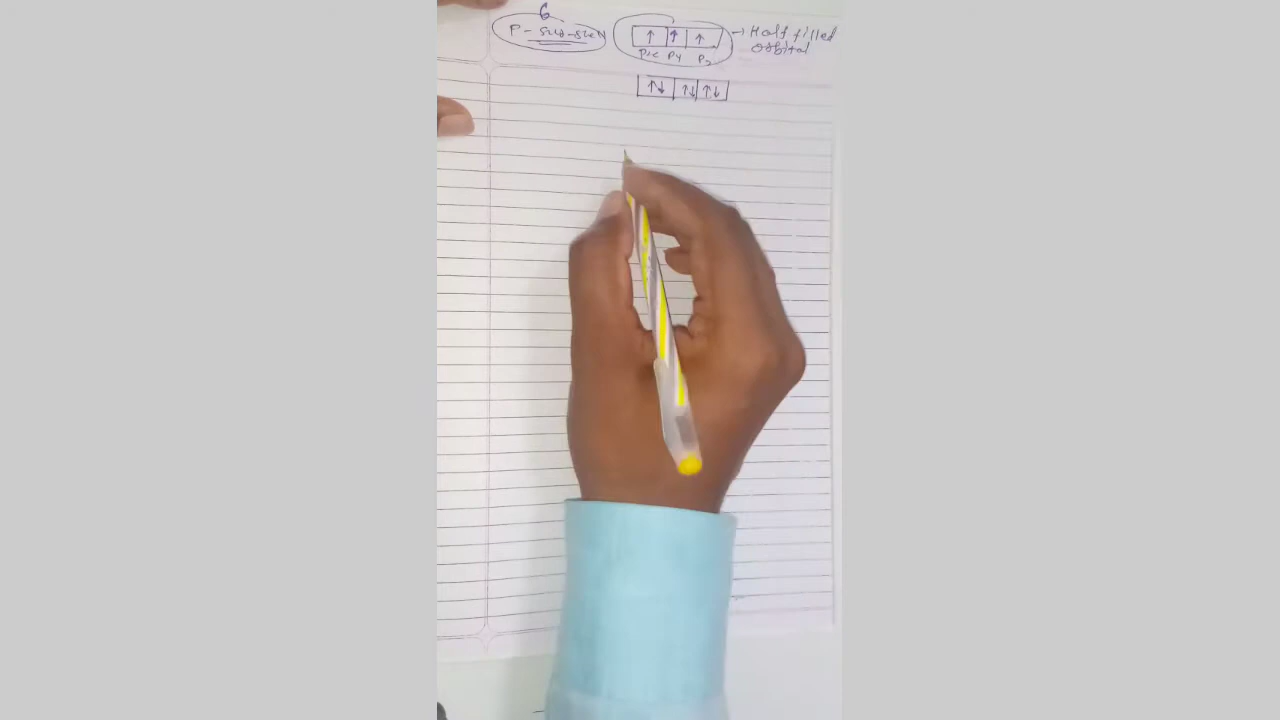 6
P - sub-shell ↑ ↑ ↑ → Half filled
Px Py Pz orbital
↑↓ ↑↓ ↑↓